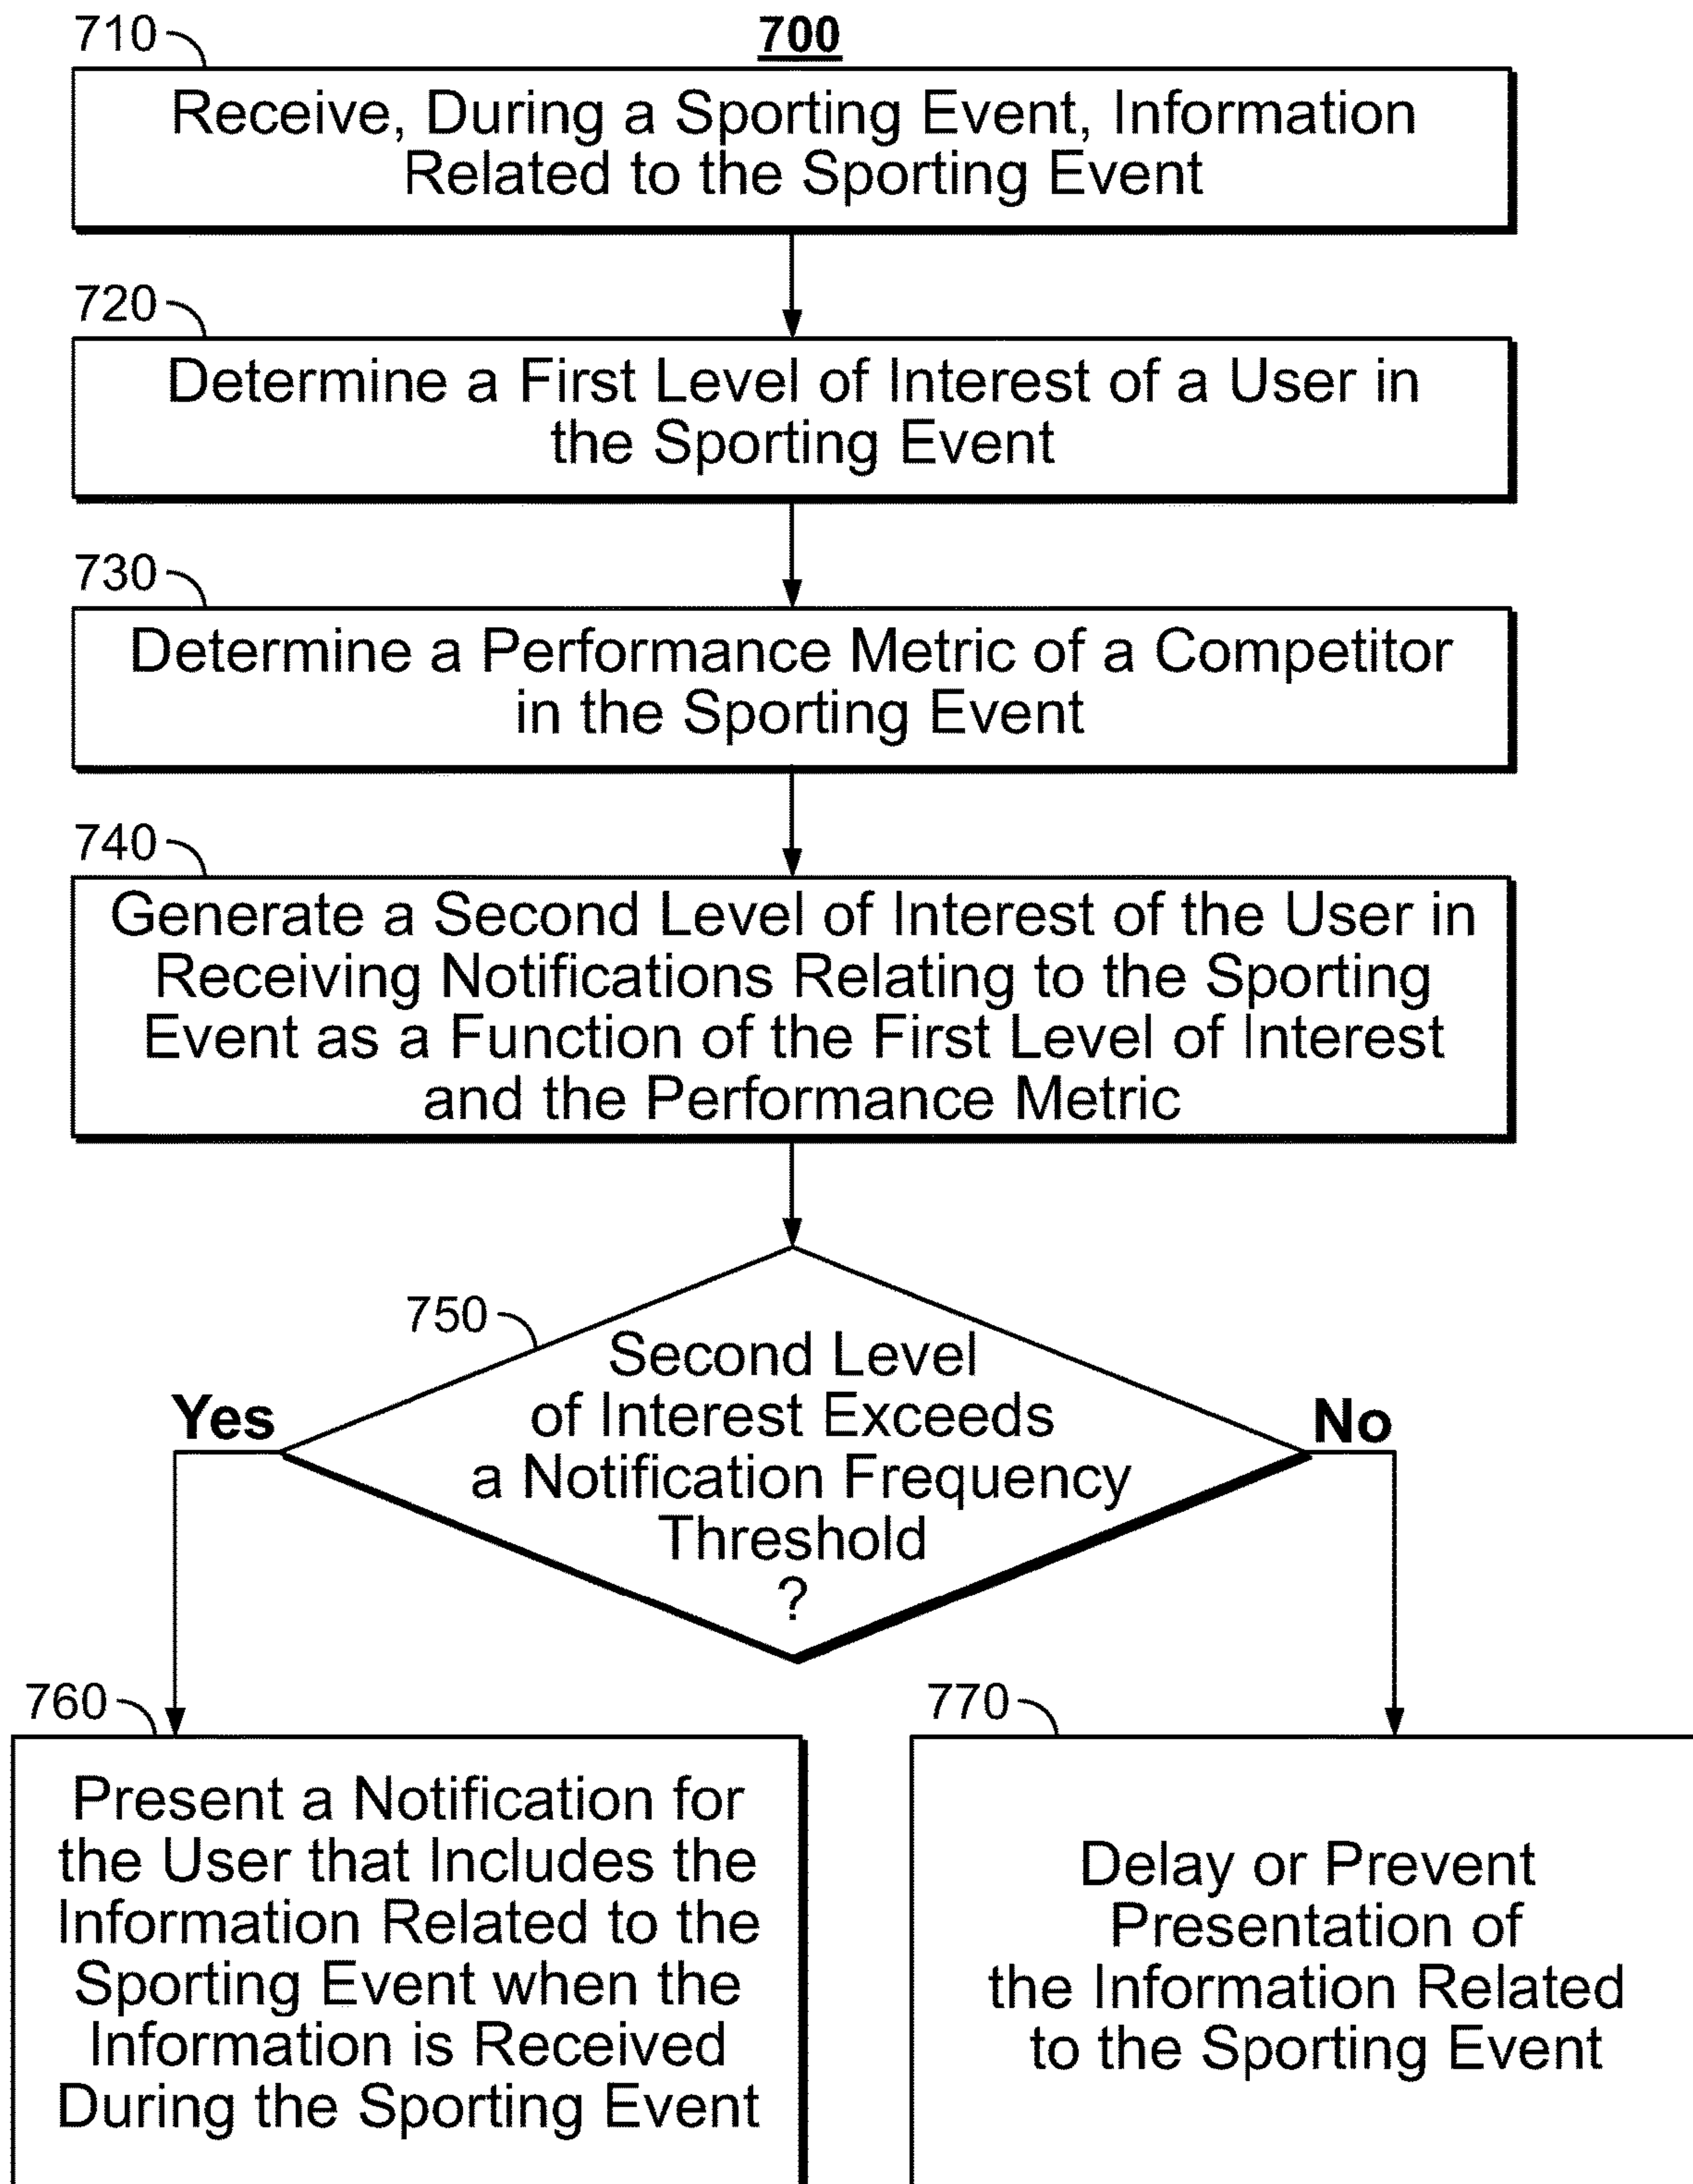 700
710
Receive, During a Sporting Event, Information
Related to the Sporting Event
720
Determine a First Level of Interest of a User in
the Sporting Event
730
Determine a Performance Metric of a Competitor
in the Sporting Event
740
Generate a Second Level of Interest of the User in
Receiving Notifications Relating to the Sporting
Event as a Function of the First Level of Interest
and the Performance Metric
750
Second Level
of Interest Exceeds
a Notification Frequency
Threshold
?
Yes
No
760
Present a Notification for
the User that Includes the
Information Related to the
Sporting Event when the
Information is Received
During the Sporting Event
770
Delay or Prevent
Presentation of
the Information Related
to the Sporting Event